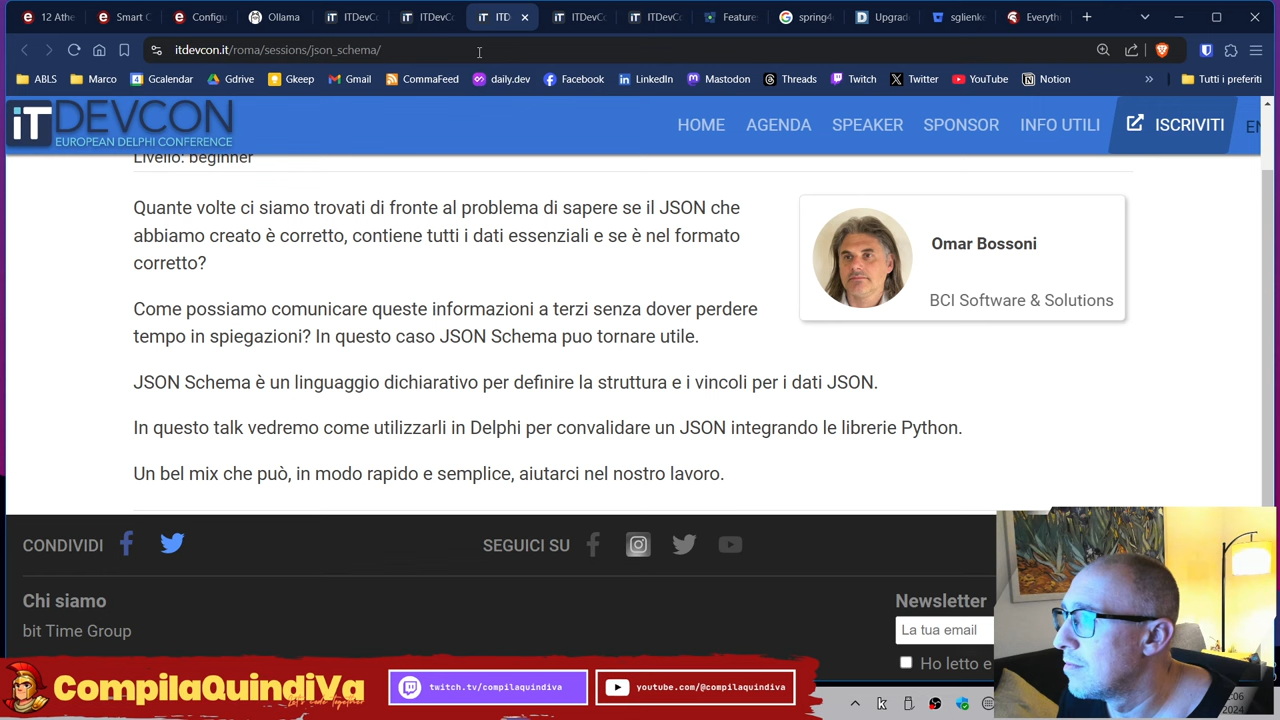 12 Athe
Smart C
Configu
Ollama
ITDevCo
ITDevCo
ITD
ITDevCo
ITDevCo
Feature
spring4
Upgrad
sglienke
Everyth
itdevcon.it/roma/sessions/json_schema/
ABLS
Marco
Gcalendar
Gdrive
Gkeep
Gmail
CommaFeed
daily.dev
Facebook
LinkedIn
Mastodon
Threads
Twitch
Twitter
YouTube
Notion
Tutti i preferiti
iT DEVCON
EUROPEAN DELPHI CONFERENCE
HOME
AGENDA
SPEAKER
SPONSOR
INFO UTILI
ISCRIVITI
EN
Livello: beginner
Quante volte ci siamo trovati di fronte al problema di sapere se il JSON che
abbiamo creato è corretto, contiene tutti i dati essenziali e se è nel formato
corretto?
Omar Bossoni
BCI Software & Solutions
Come possiamo comunicare queste informazioni a terzi senza dover perdere
tempo in spiegazioni? In questo caso JSON Schema puo tornare utile.
JSON Schema è un linguaggio dichiarativo per definire la struttura e i vincoli per i dati JSON.
In questo talk vedremo come utilizzarli in Delphi per convalidare un JSON integrando le librerie Python.
Un bel mix che può, in modo rapido e semplice, aiutarci nel nostro lavoro.
CONDIVIDI
SEGUICI SU
Chi siamo
bit Time Group
Newsletter
La tua email
Ho letto e
CompilaQuindiVa
Let's code together
twitch.tv/compilaquindiva
youtube.com/@compilaquindiva
:06
2024